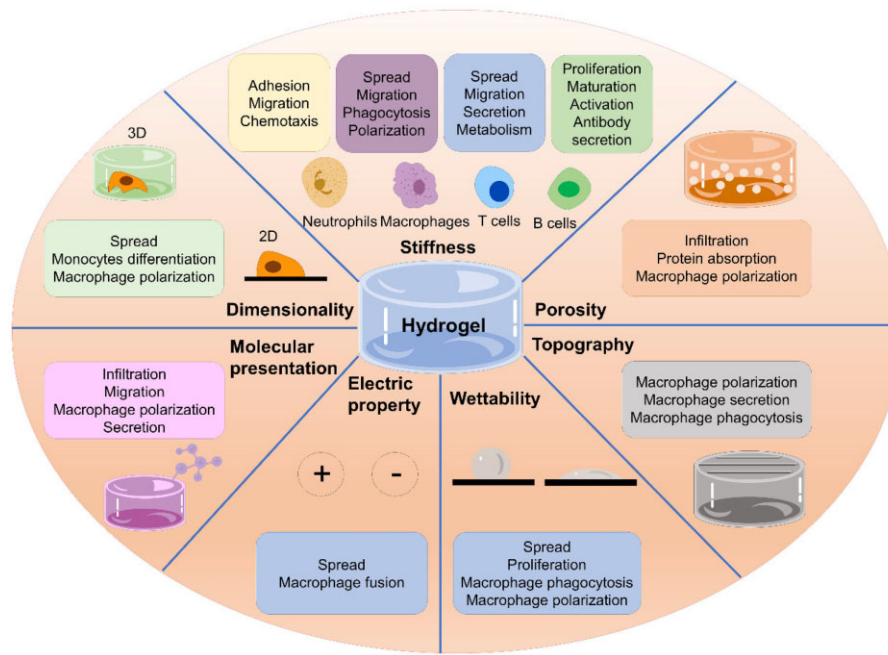 Adhesion
Migration
Chemotaxis
Spread
Migration
Phagocytosis
Polarization
Spread
Migration
Secretion
Metabolism
Proliferation
Maturation
Activation
Antibody
secretion
Neutrophils
Macrophages
T cells
B cells
Stiffness
3D
Spread
Monocytes differentiation
Macrophage polarization
2D
Dimensionality
Infiltration
Protein absorption
Macrophage polarization
Porosity
Hydrogel
Molecular
presentation
Infiltration
Migration
Macrophage polarization
Secretion
Electric
property
+
-
Spread
Macrophage fusion
Wettability
Spread
Proliferation
Macrophage phagocytosis
Macrophage polarization
Topography
Macrophage polarization
Macrophage secretion
Macrophage phagocytosis